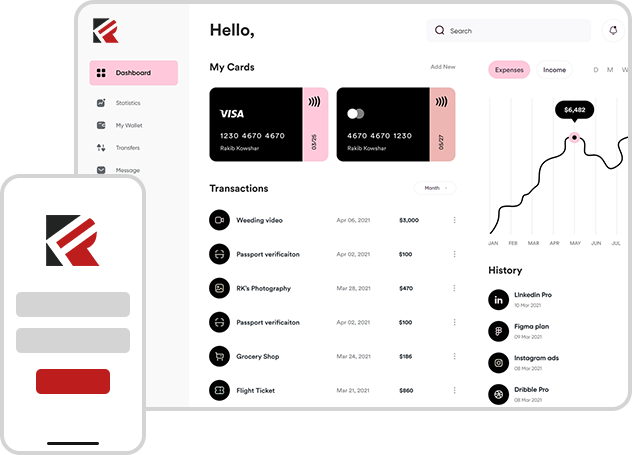 Hello,
Search
Dashboard
Statistics
My Wallet
Transfers
Message
My Cards
Add New
VISA
1230 4670 4670
Rakib Kowshar
03/25
4670 4670 1230
Rakib Kowshar
05/27
Expenses
Income
D M W
$6,482
JAN FEB MAR APR MAY JUN JUL
Transactions
Month
Weeding video Apr 06, 2021 $3,000
Passport verificaiton Apr 02, 2021 $100
RK's Photography Mar 28, 2021 $470
Passport verificaiton Apr 02, 2021 $100
Grocery Shop Mar 24, 2021 $186
Flight Ticket Mar 21, 2021 $860
History
LInkedin Pro
10 Mar 2021
Figma plan
09 Mar 2021
Instagram ads
08 Mar 2021
Dribble Pro
08 Mar 2021